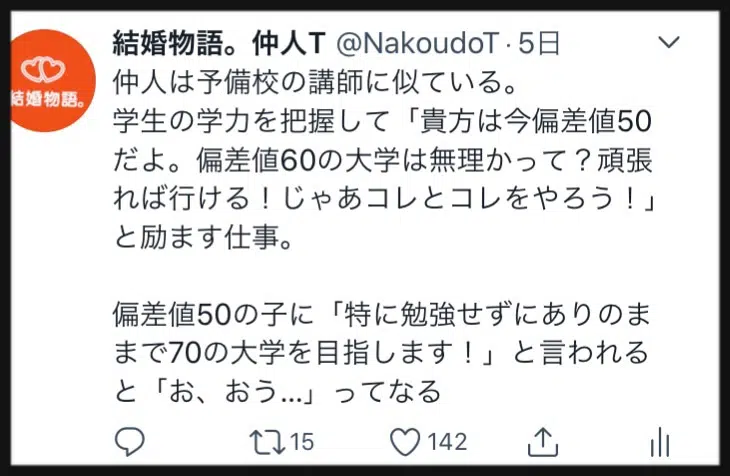 結婚物語。仲人T @NakoudoT · 5日
結婚物語。
仲人は予備校の講師に似ている。
学生の学力を把握して「貴方は今偏差値50
だよ。偏差値60の大学は無理かって？頑張
れば行ける！じゃあコレとコレをやろう！」
と励ます仕事。
偏差値50の子に「特に勉強せずにありのま
まで70の大学を目指します！」と言われる
と「お、おう...」ってなる
15 142